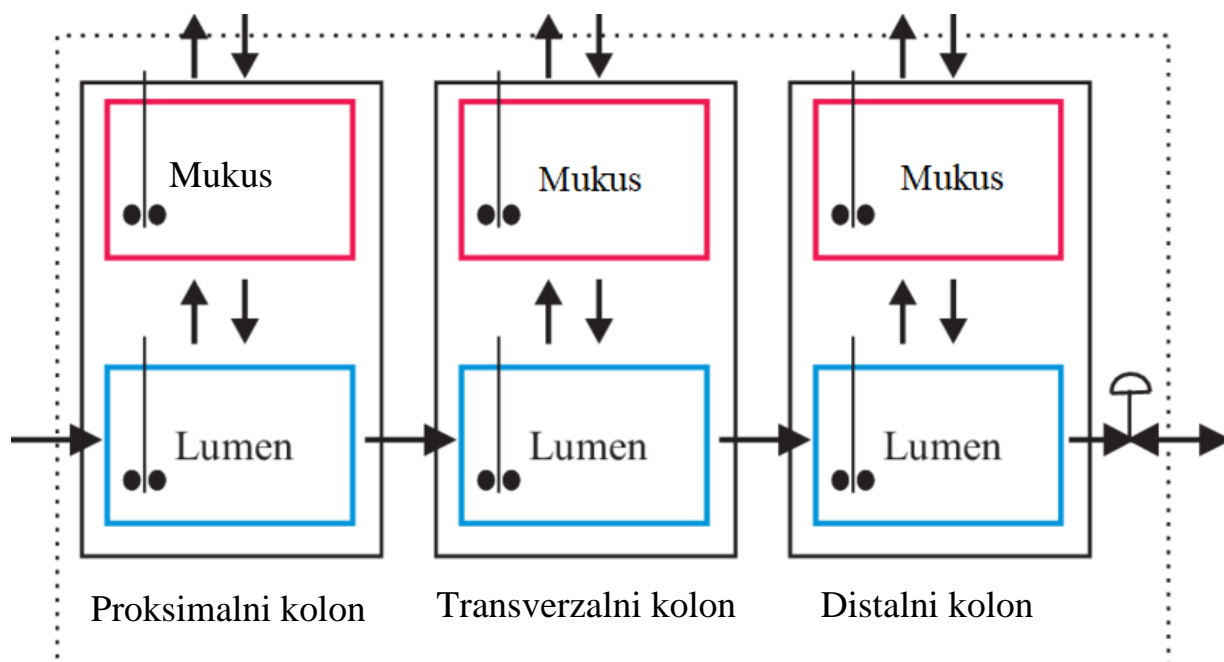 Mukus
Mukus
Mukus
Lumen
Lumen
Lumen
Proksimalni kolon
Transverzalni kolon
Distalni kolon